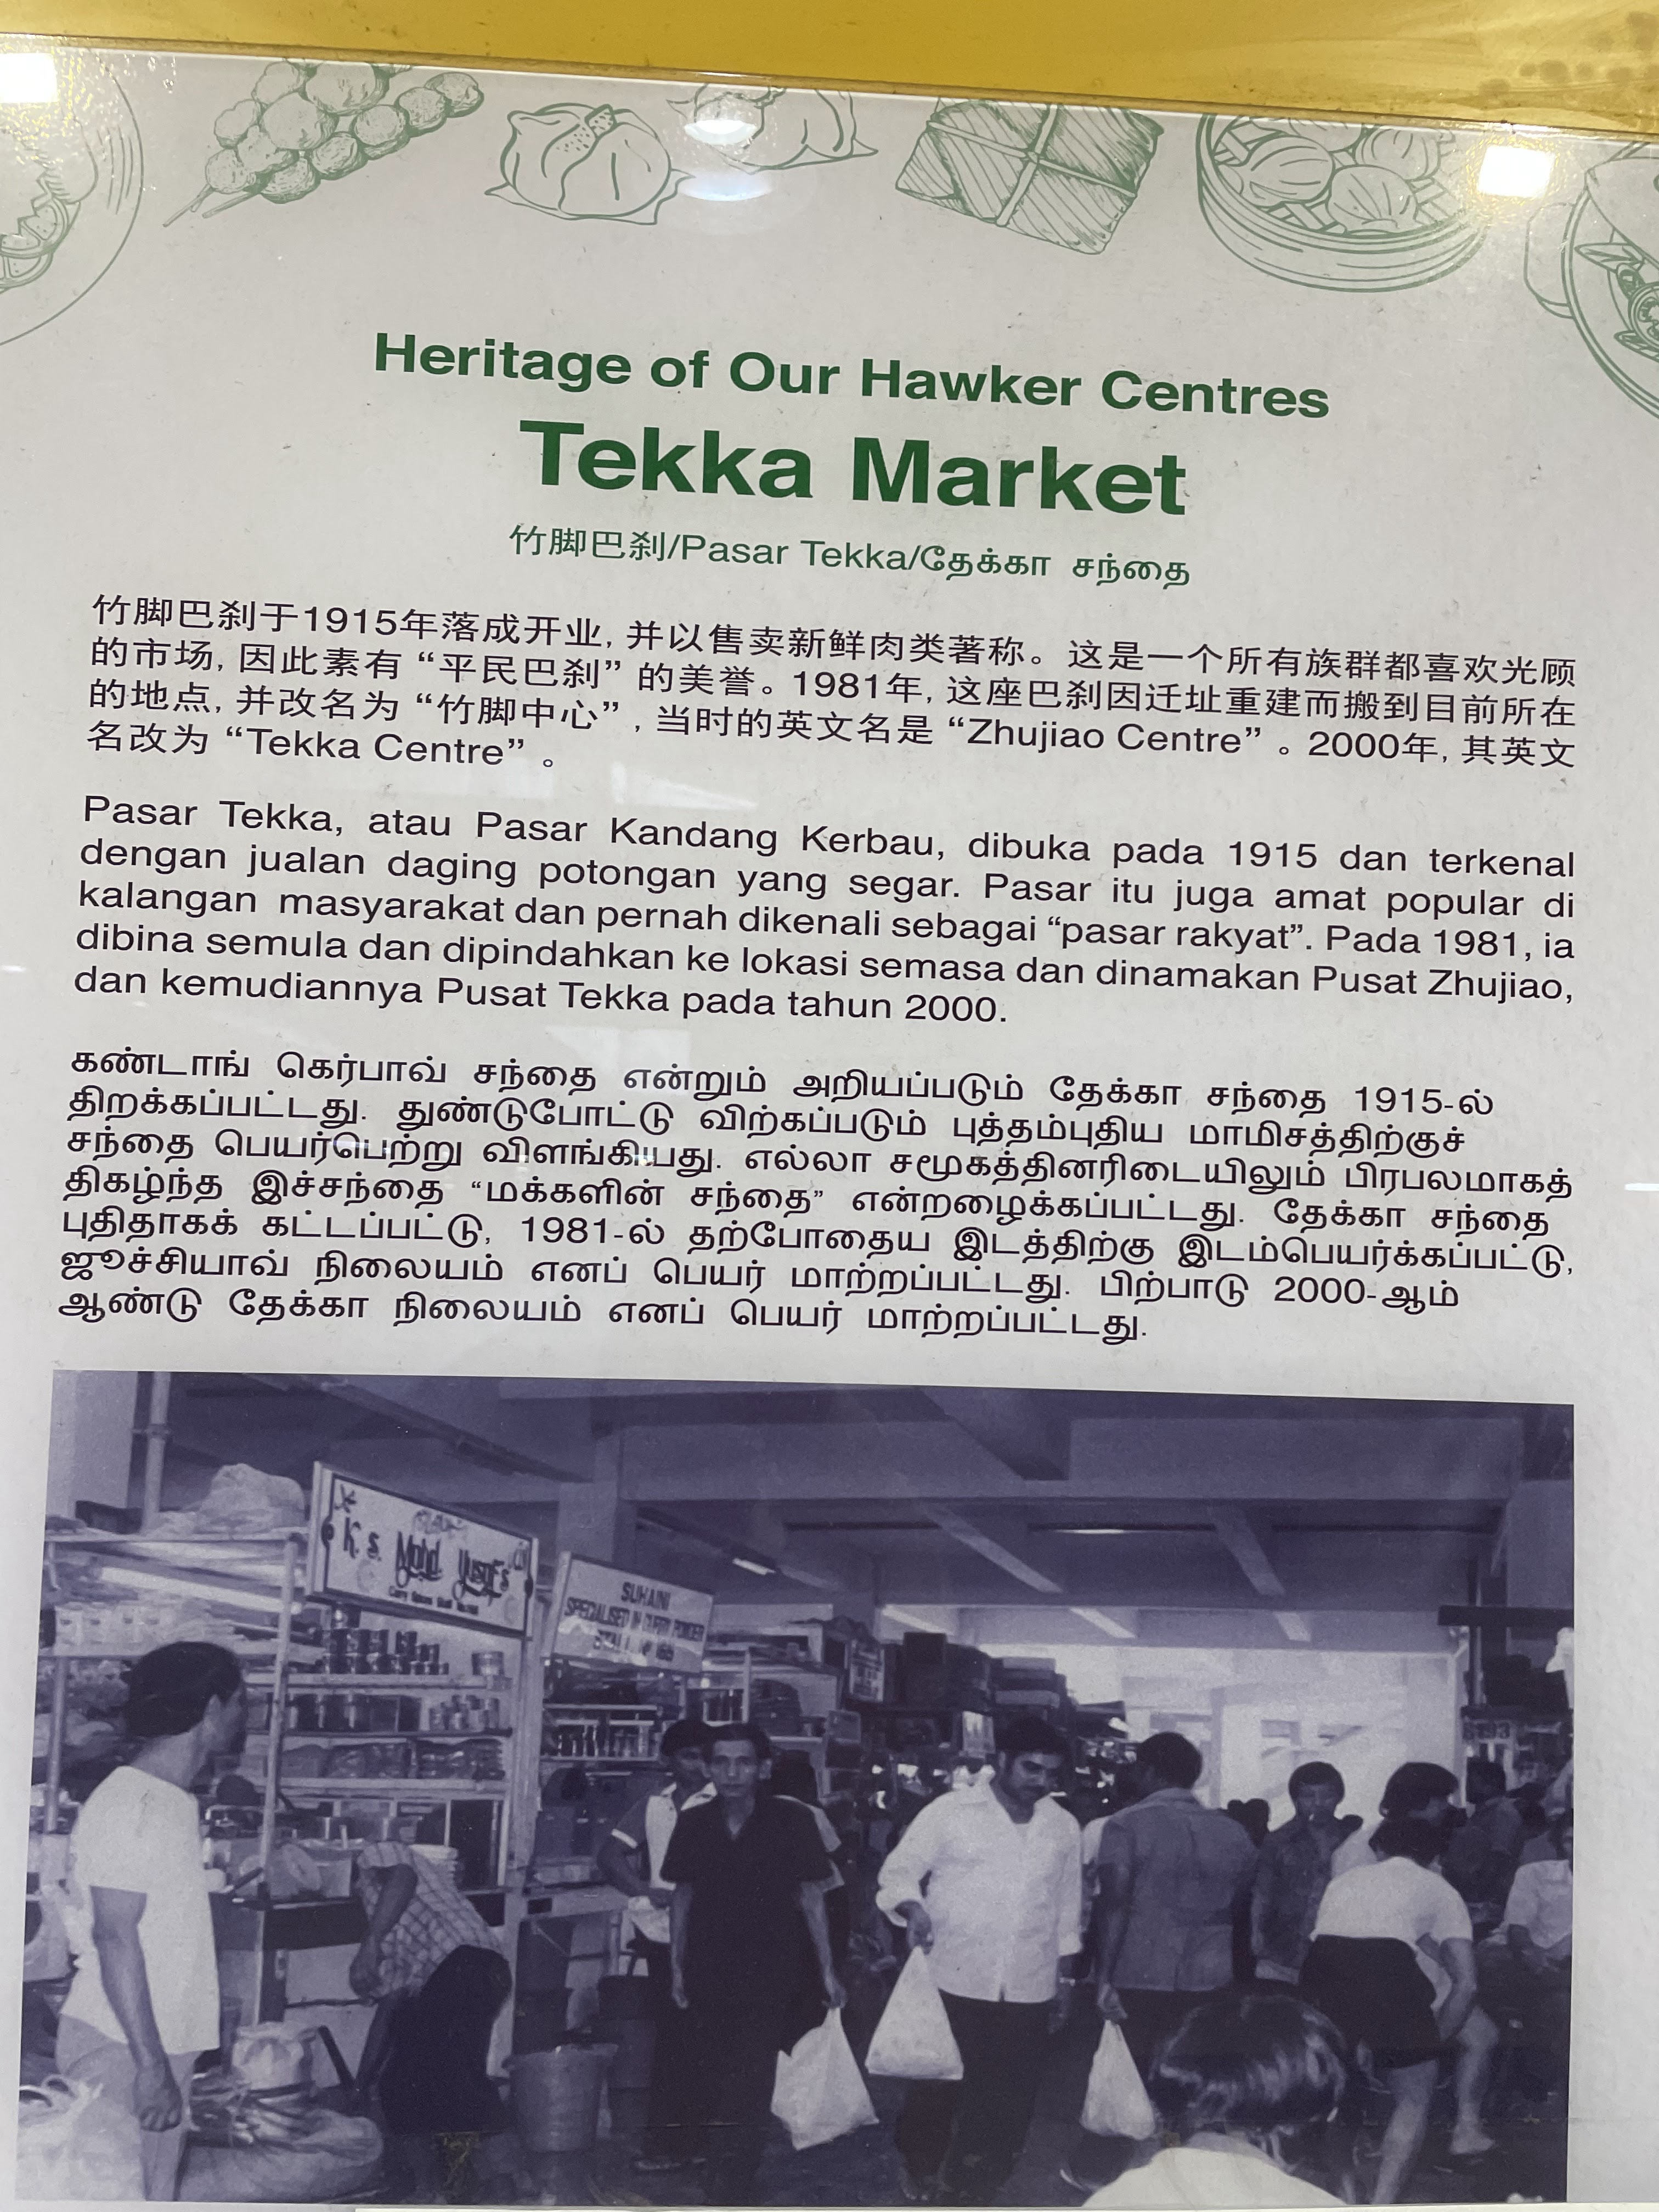 Heritage of Our Hawker Centres
Tekka Market
竹脚巴刹/Pasar Tekka/தேக்கா சந்தை
竹脚巴刹于1915年落成开业, 并以售卖新鲜肉类著称。这是一个所有族群都喜欢光顾
的市场, 因此素有 “平民巴刹” 的美誉。1981年, 这座巴刹因迁址重建而搬到目前所在
的地点, 并改名为 “竹脚中心” , 当时的英文名是 “Zhujiao Centre” 。2000年, 其英文
名改为 “Tekka Centre” 。
Pasar Tekka, atau Pasar Kandang Kerbau, dibuka pada 1915 dan terkenal
dengan jualan daging potongan yang segar. Pasar itu juga amat popular di
kalangan masyarakat dan pernah dikenali sebagai “pasar rakyat”. Pada 1981, ia
dibina semula dan dipindahkan ke lokasi semasa dan dinamakan Pusat Zhujiao,
dan kemudiannya Pusat Tekka pada tahun 2000.
கண்டாங் கெர்பாவ் சந்தை என்றும் அறியப்படும் தேக்கா சந்தை 1915-ல்
திறக்கப்பட்டது. துண்டுபோட்டு விற்கப்படும் புத்தம்புதிய மாமிசத்திற்குச்
சந்தை பெயர்பெற்று விளங்கியது. எல்லா சமூகத்தினரிடையிலும் பிரபலமாகத்
திகழ்ந்த இச்சந்தை “மக்களின் சந்தை” என்றழைக்கப்பட்டது. தேக்கா சந்தை
புதிதாகக் கட்டப்பட்டு, 1981-ல் தற்போதைய இடத்திற்கு இடம்பெயர்க்கப்பட்டு,
ஜூச்சியாவ் நிலையம் எனப் பெயர் மாற்றப்பட்டது. பிற்பாடு 2000-ஆம்
ஆண்டு தேக்கா நிலையம் எனப் பெயர் மாற்றப்பட்டது.
K. S. Mohd Yusof's
SUHAINI
SPECIALISED IN CURRY POWDER